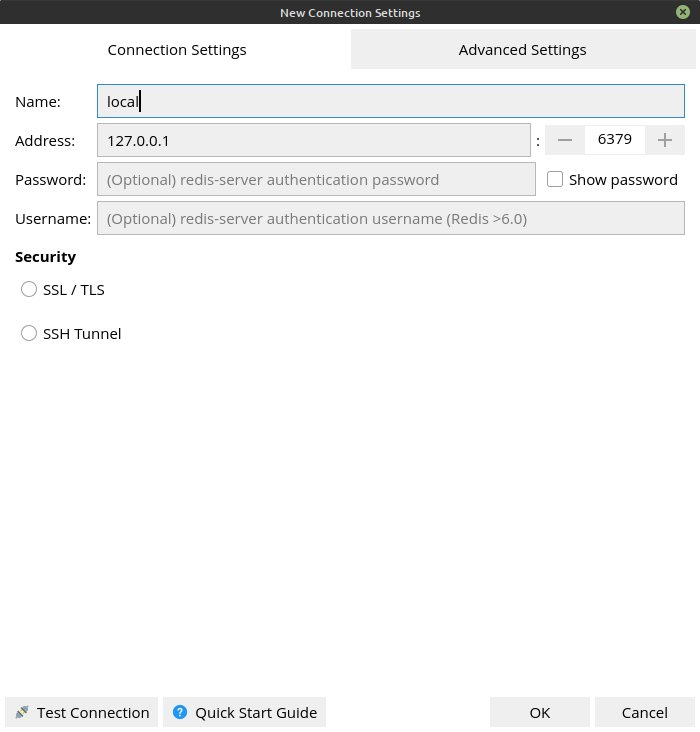 New Connection Settings
Connection Settings Advanced Settings
Name: local
Address: 127.0.0.1 : 6379
Password: (Optional) redis-server authentication password Show password
Username: (Optional) redis-server authentication username (Redis >6.0)
Security
SSL / TLS
SSH Tunnel
Test Connection ? Quick Start Guide OK Cancel